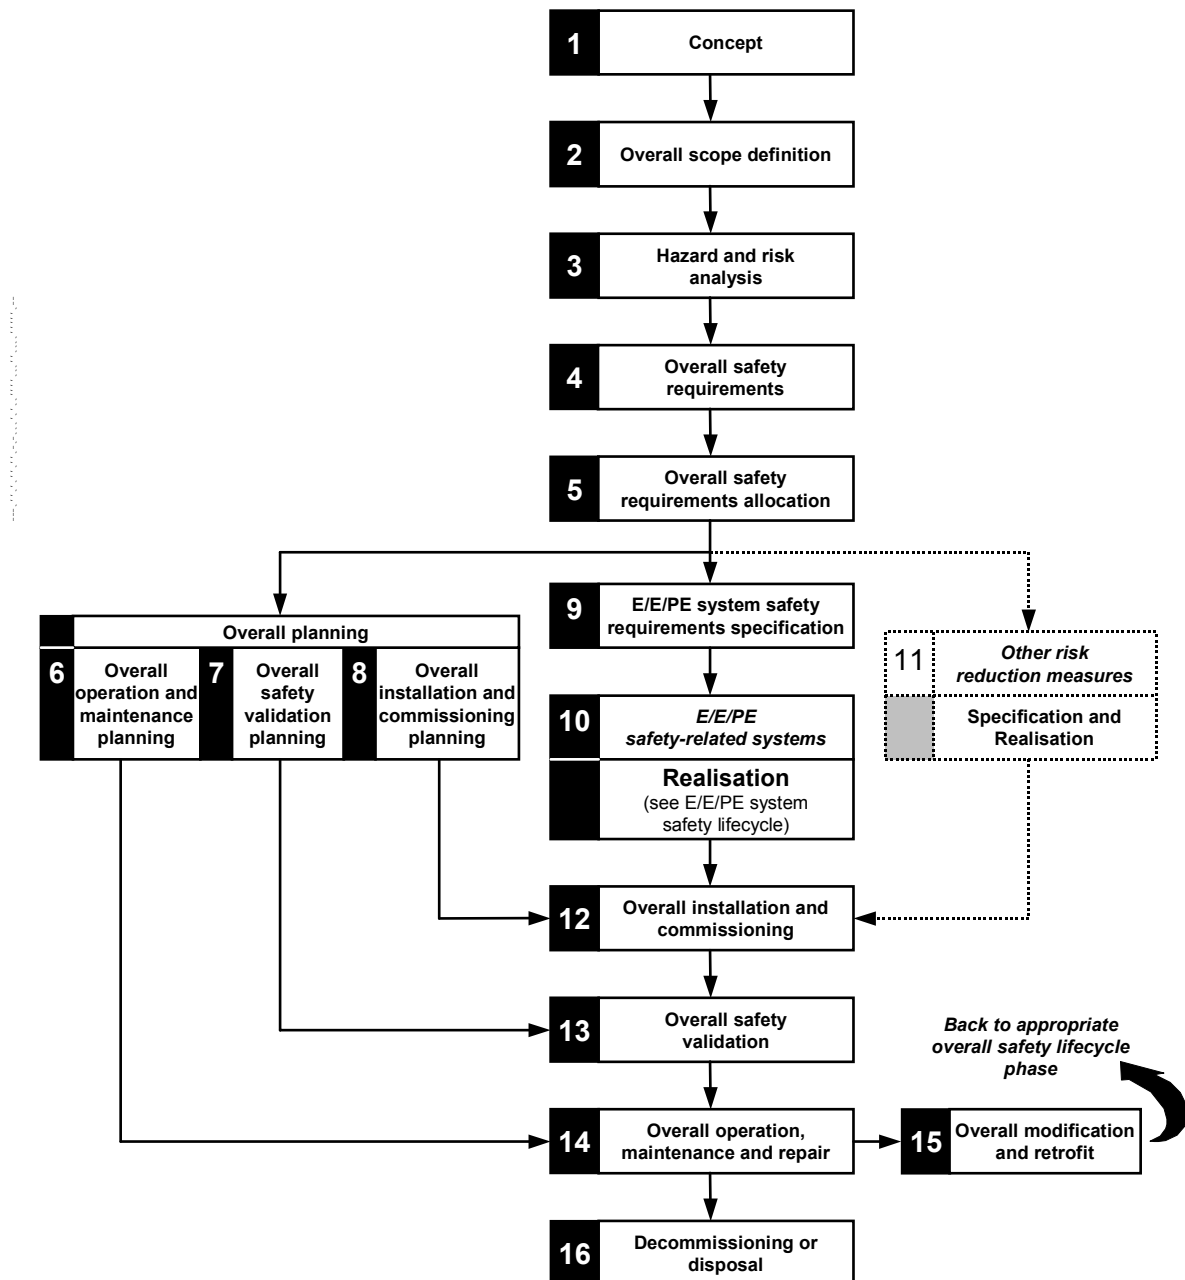 1
Concept
2
Overall scope definition
3
Hazard and risk
analysis
4
Overall safety
requirements
5
Overall safety
requirements allocation
Overall planning
6
Overall
operation and
maintenance
planning
7
Overall
safety
validation
planning
8
Overall
installation and
commissioning
planning
9
E/E/PE system safety
requirements specification
10
E/E/PE
safety-related systems
Realisation
(see E/E/PE system
safety lifecycle)
11
Other risk
reduction measures
Specification and
Realisation
12
Overall installation and
commissioning
13
Overall safety
validation
Back to appropriate
overall safety lifecycle
phase
14
Overall operation,
maintenance and repair
15
Overall modification
and retrofit
16
Decommissioning or
disposal